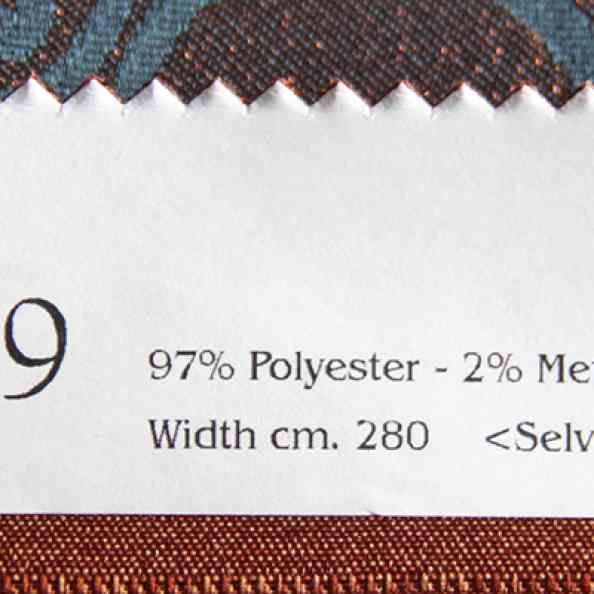 9
97% Polyester - 2% Me
Width cm. 280 <Selv